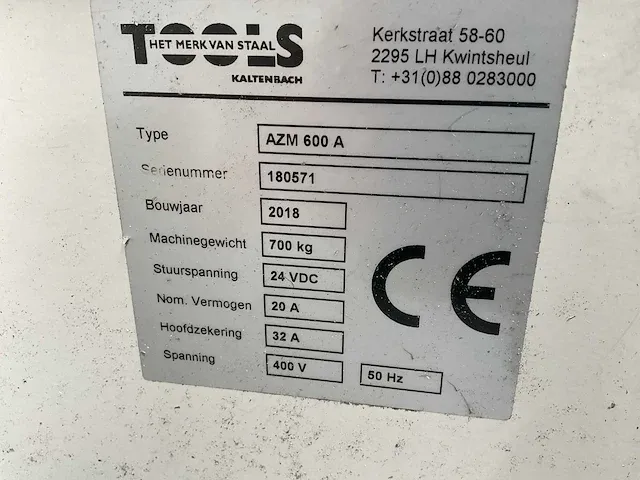 TOOLS
HET MERK VAN STAAL
KALTENBACH
Kerkstraat 58-60
2295 LH Kwintsheul
T: +31(0)88 0283000
Type AZM 600 A
Serienummer 180571
Bouwjaar 2018
Machinegewicht 700 kg
Stuurspanning 24 VDC
Nom. Vermogen 20 A
Hoofdzekering 32 A
Spanning 400 V 50 Hz
CE